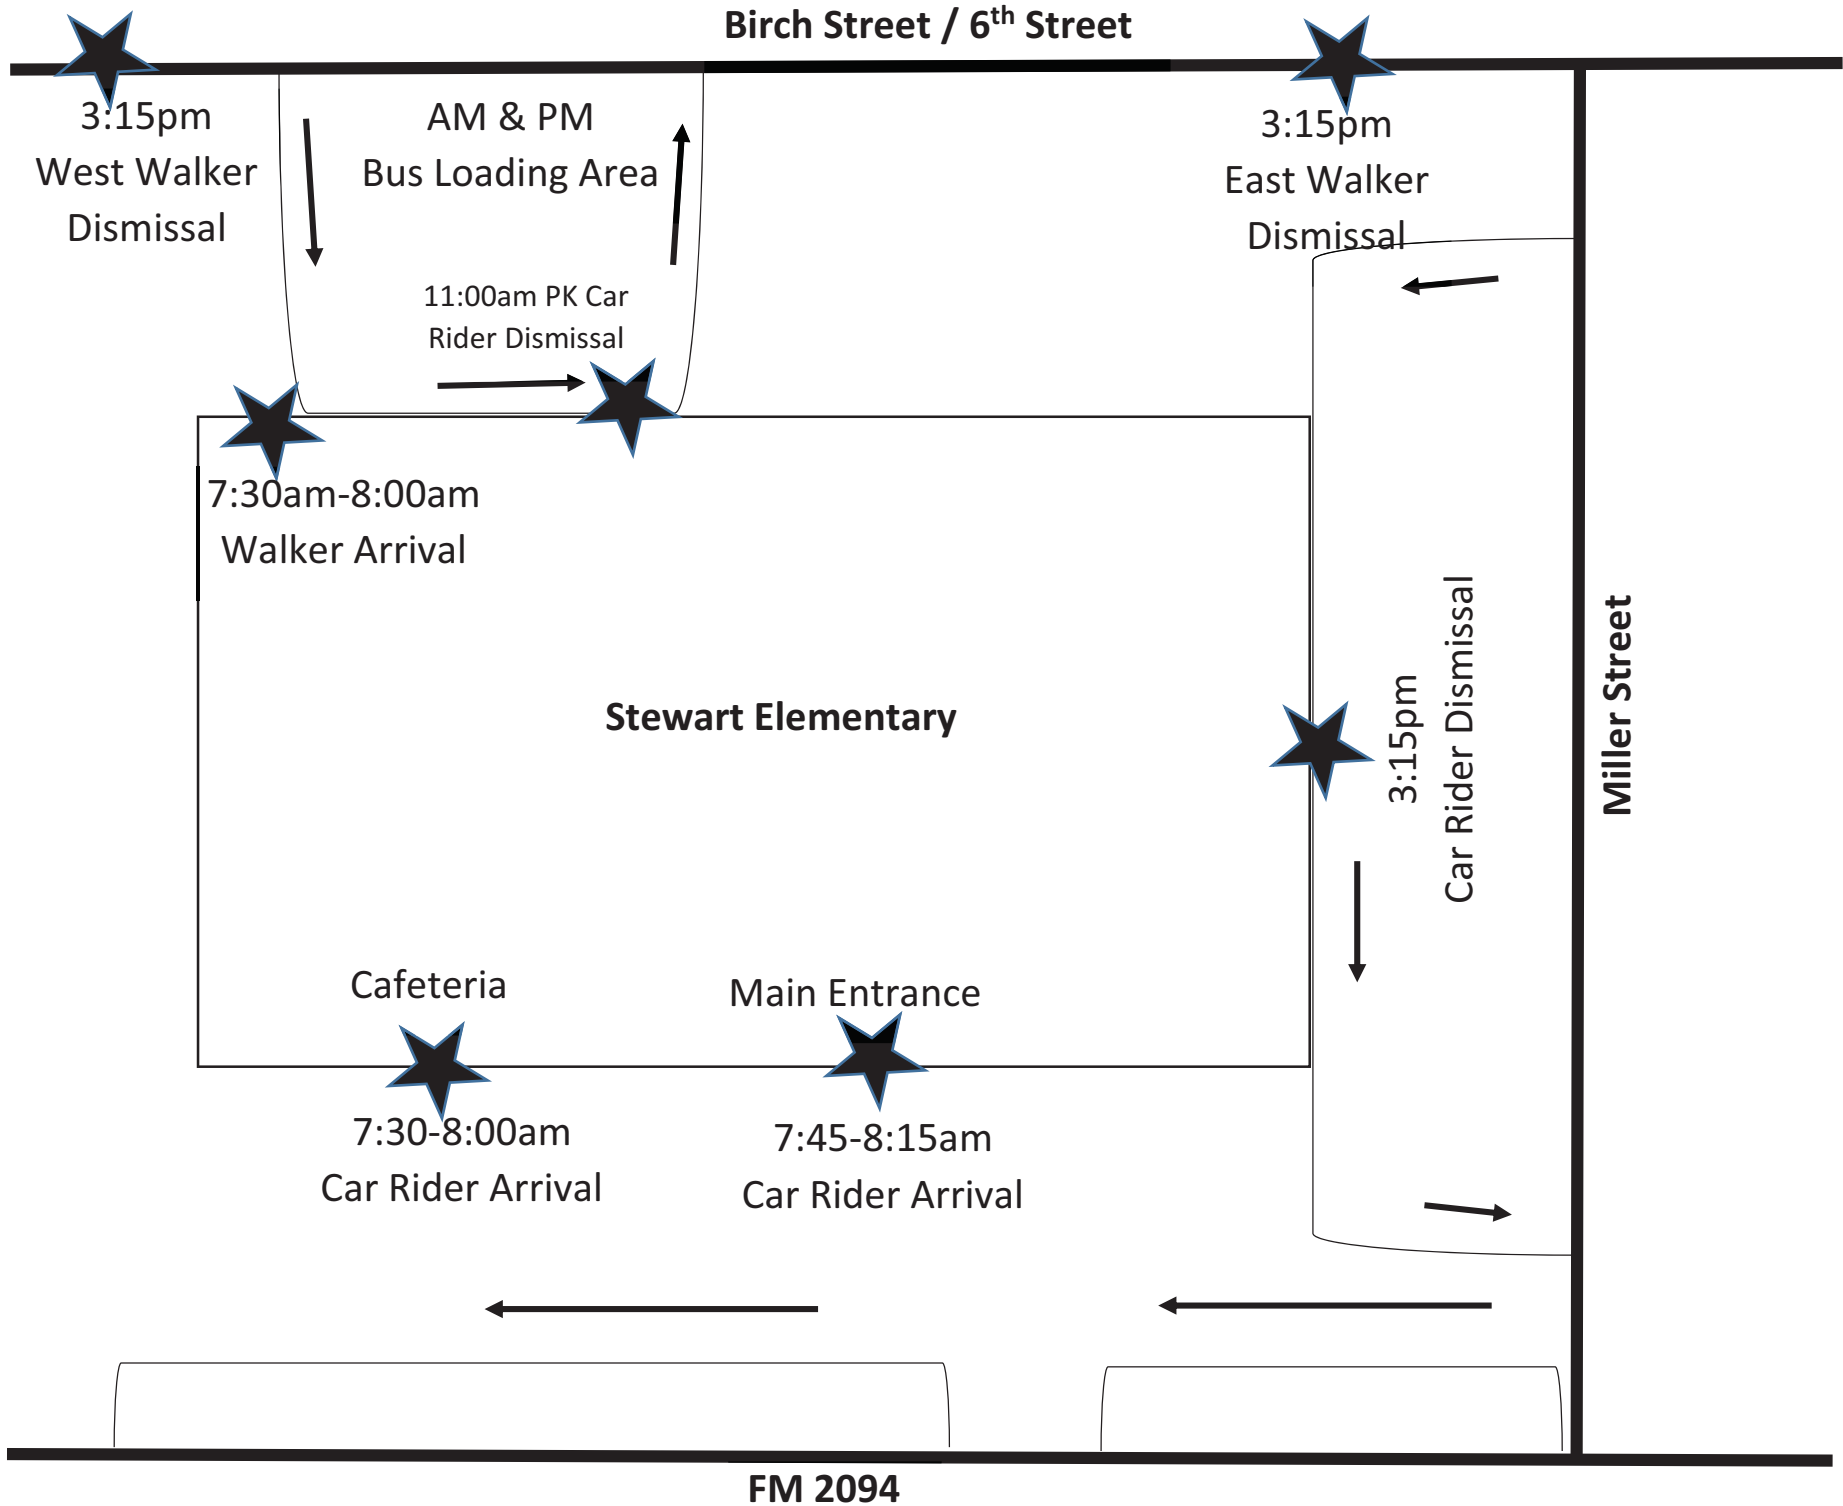 Birch Street / 6th Street
3:15pm
West Walker
Dismissal
AM & PM
Bus Loading Area
3:15pm
East Walker
Dismissal
11:00am PK Car
Rider Dismissal
7:30am-8:00am
Walker Arrival
Stewart Elementary
3:15pm
Car Rider Dismissal
Miller Street
Cafeteria
Main Entrance
7:30-8:00am
Car Rider Arrival
7:45-8:15am
Car Rider Arrival
FM 2094